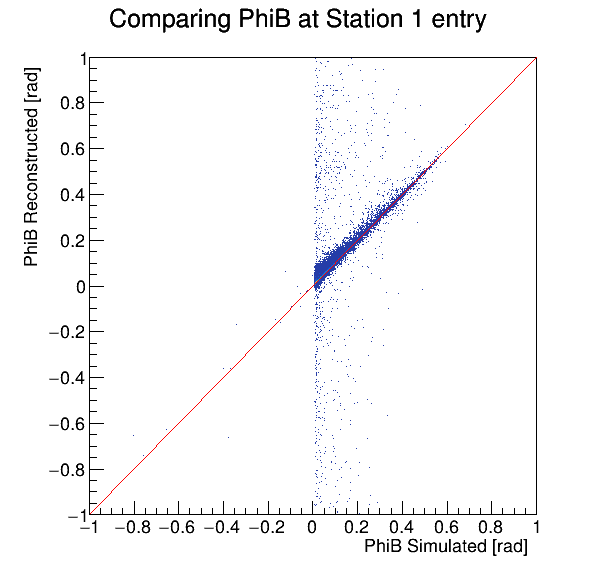 Comparing PhiB at Station 1 entry
PhiB Reconstructed [rad]
1
0.8
0.6
0.4
0.2
0
−0.2
−0.4
−0.6
−0.8
−1
−1 −0.8 −0.6 −0.4 −0.2 0 0.2 0.4 0.6 0.8 1
PhiB Simulated [rad]